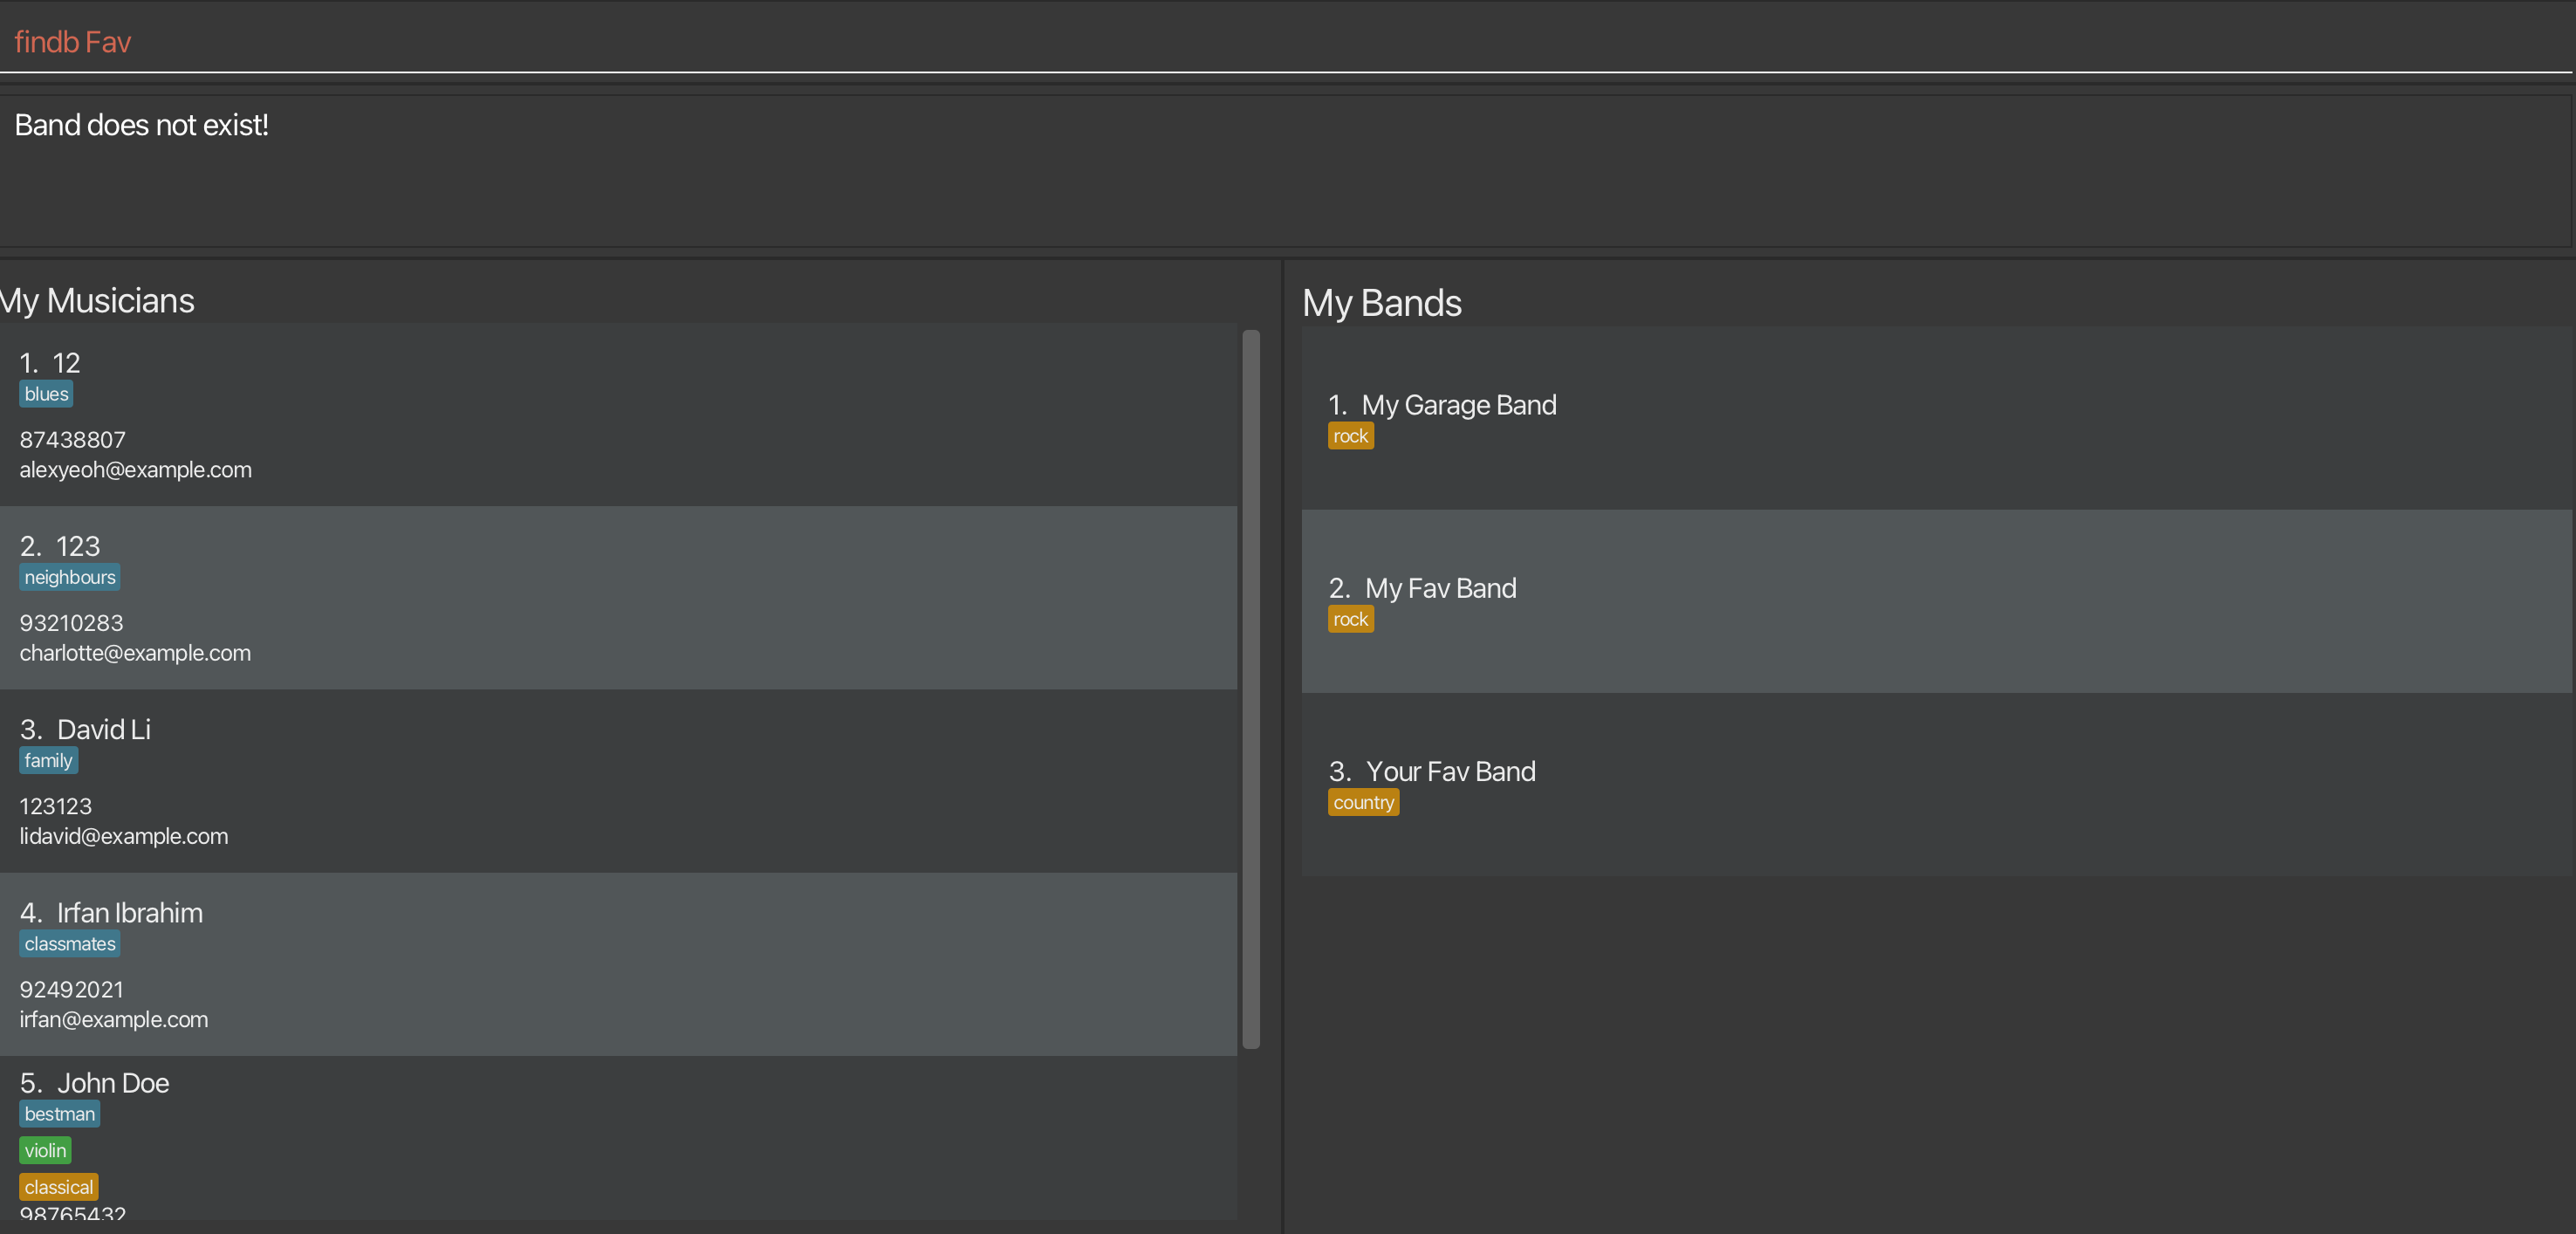 findb Fav
Band does not exist!
My Musicians
1. 12
blues
87438807
alexyeoh@example.com
2. 123
neighbours
93210283
charlotte@example.com
3. David Li
family
123123
lidavid@example.com
4. Irfan Ibrahim
classmates
92492021
irfan@example.com
5. John Doe
bestman
violin
classical
98765432
My Bands
1. My Garage Band
rock
2. My Fav Band
rock
3. Your Fav Band
country